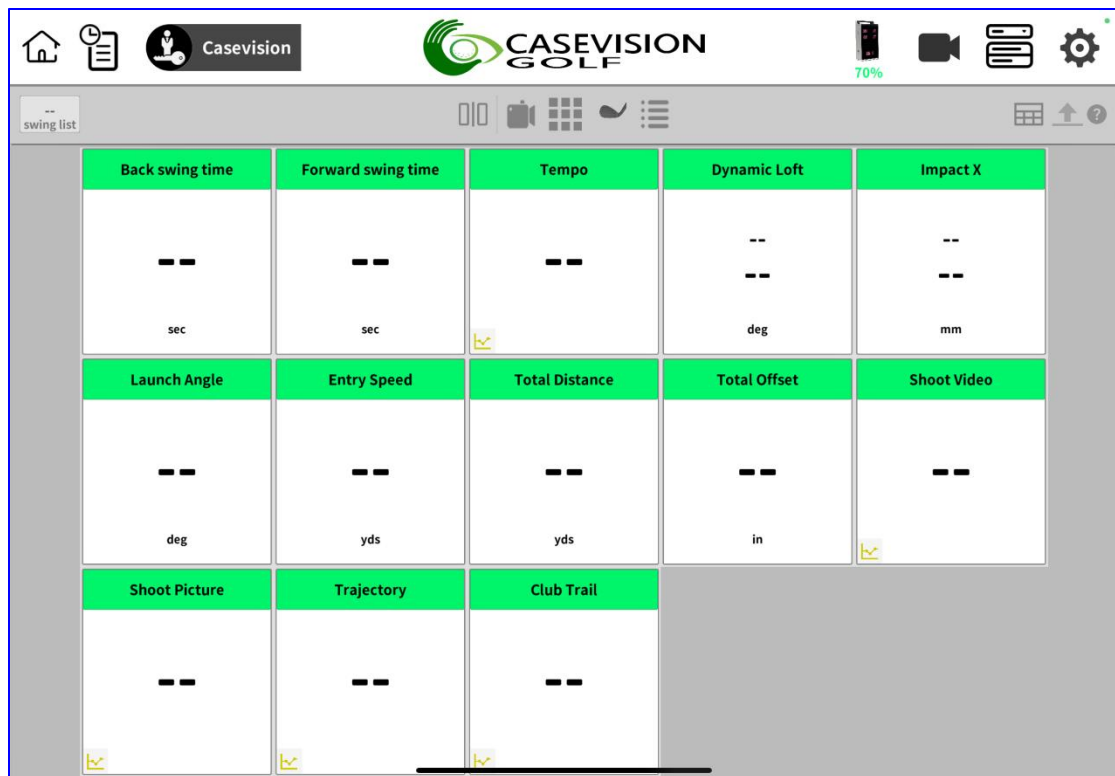 Casevision
CASEVISION
GOLF
70%
--
swing list
Back swing time
Forward swing time
Tempo
Dynamic Loft
Impact X
--
--
--
--
--
--
--
sec
sec
deg
mm
Launch Angle
Entry Speed
Total Distance
Total Offset
Shoot Video
--
--
--
--
--
deg
yds
yds
in
Shoot Picture
Trajectory
Club Trail
--
--
--